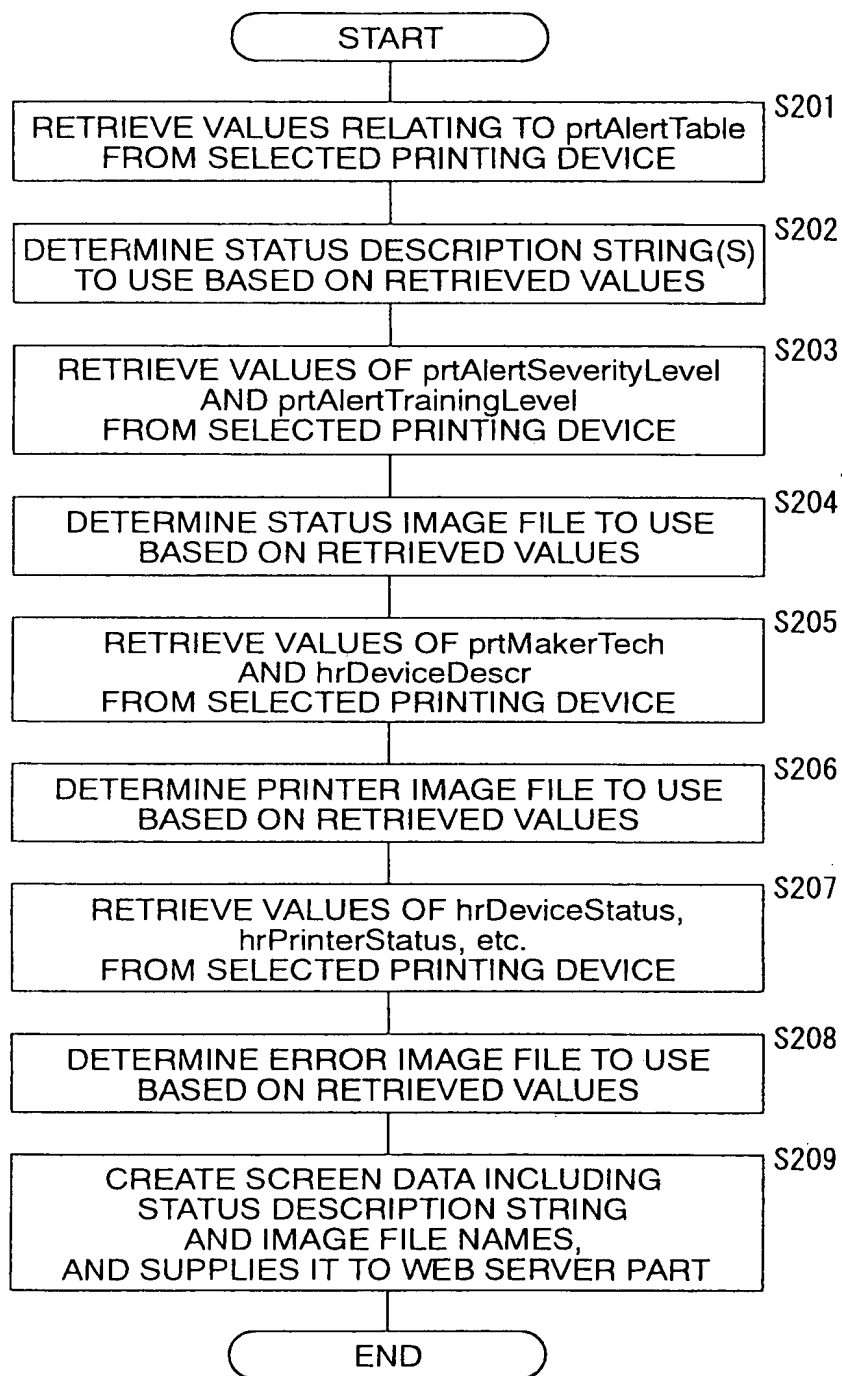 START
S201
RETRIEVE VALUES RELATING TO prtAlertTable
FROM SELECTED PRINTING DEVICE
S202
DETERMINE STATUS DESCRIPTION STRING(S)
TO USE BASED ON RETRIEVED VALUES
S203
RETRIEVE VALUES OF prtAlertSeverityLevel
AND prtAlertTrainingLevel
FROM SELECTED PRINTING DEVICE
S204
DETERMINE STATUS IMAGE FILE TO USE
BASED ON RETRIEVED VALUES
S205
RETRIEVE VALUES OF prtMakerTech
AND hrDeviceDescr
FROM SELECTED PRINTING DEVICE
S206
DETERMINE PRINTER IMAGE FILE TO USE
BASED ON RETRIEVED VALUES
S207
RETRIEVE VALUES OF hrDeviceStatus,
hrPrinterStatus, etc.
FROM SELECTED PRINTING DEVICE
S208
DETERMINE ERROR IMAGE FILE TO USE
BASED ON RETRIEVED VALUES
S209
CREATE SCREEN DATA INCLUDING
STATUS DESCRIPTION STRING
AND IMAGE FILE NAMES,
AND SUPPLIES IT TO WEB SERVER PART
END